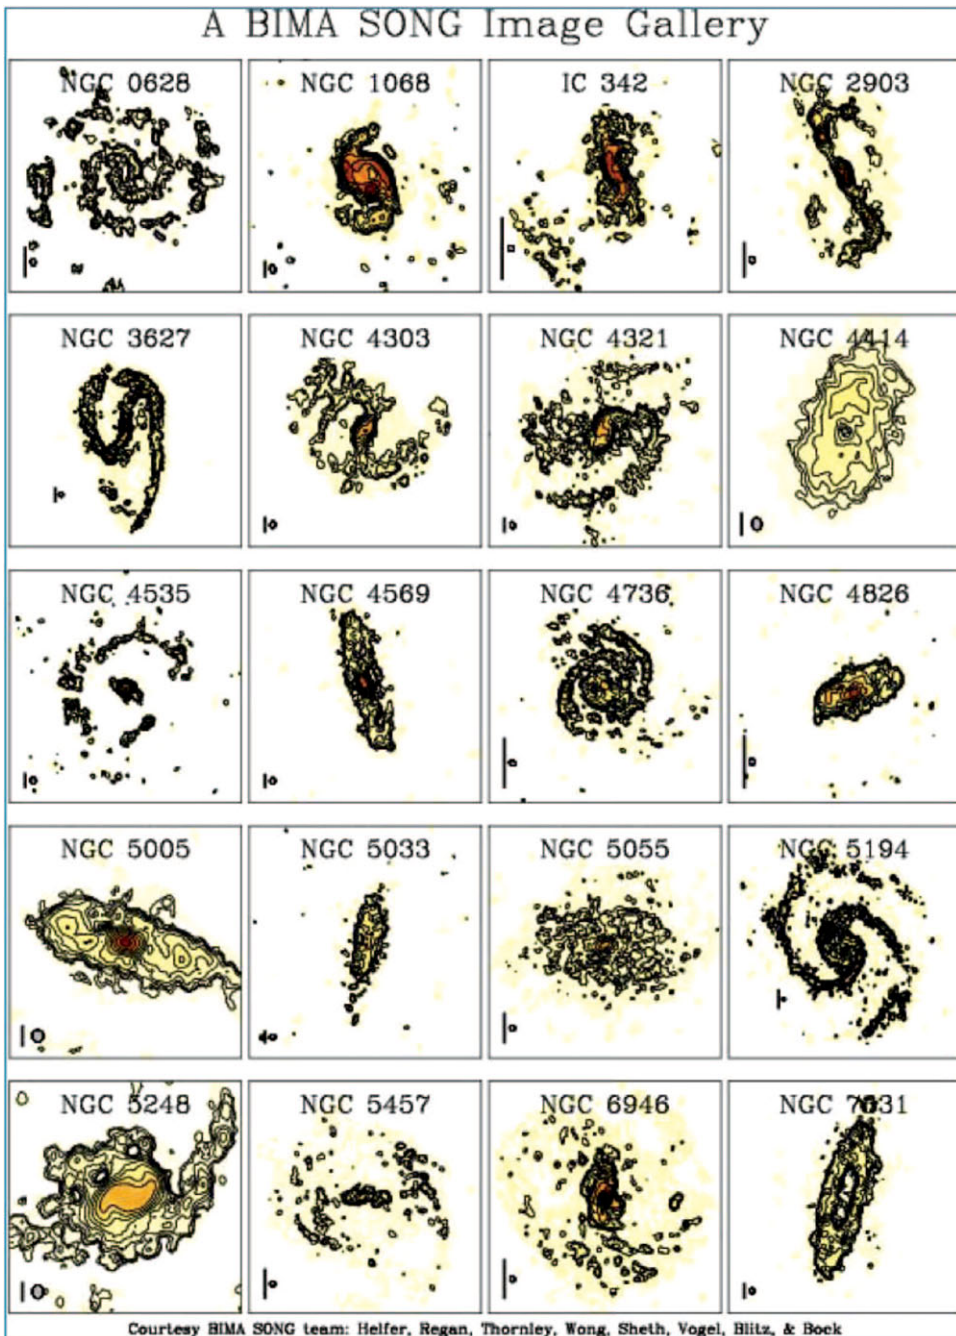 A BIMA SONG Image Gallery
NGC 0628 NGC 1068 IC 342 NGC 2903
NGC 3627 NGC 4303 NGC 4321 NGC 4414
NGC 4535 NGC 4569 NGC 4736 NGC 4826
NGC 5005 NGC 5033 NGC 5055 NGC 5194
NGC 5248 NGC 5457 NGC 6946 NGC 7331
Courtesy BIMA SONG team: Helfer, Regan, Thornley, Wong, Sheth, Vogel, Blitz, & Bock